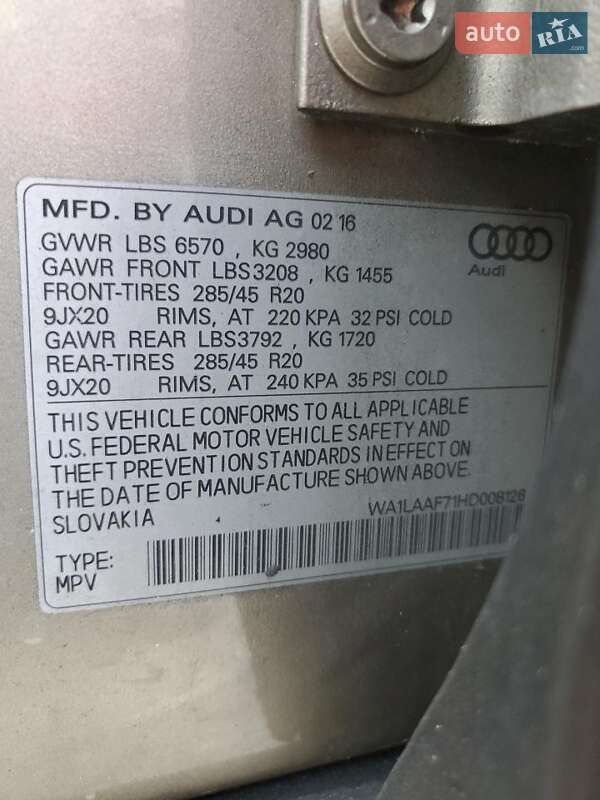 auto RIA.com
MFD. BY AUDI AG 02 16
GVWR LBS 6570 , KG 2980
GAWR FRONT LBS3208 , KG 1455
FRONT-TIRES 285/45 R20
9JX20 RIMS, AT 220 KPA 32 PSI COLD
GAWR REAR LBS3792 , KG 1720
REAR-TIRES 285/45 R20
9JX20 RIMS, AT 240 KPA 35 PSI COLD
Audi
THIS VEHICLE CONFORMS TO ALL APPLICABLE
U.S. FEDERAL MOTOR VEHICLE SAFETY AND
THEFT PREVENTION STANDARDS IN EFFECT ON
THE DATE OF MANUFACTURE SHOWN ABOVE.
SLOVAKIA WA1LAAF71HD008128
TYPE:
MPV